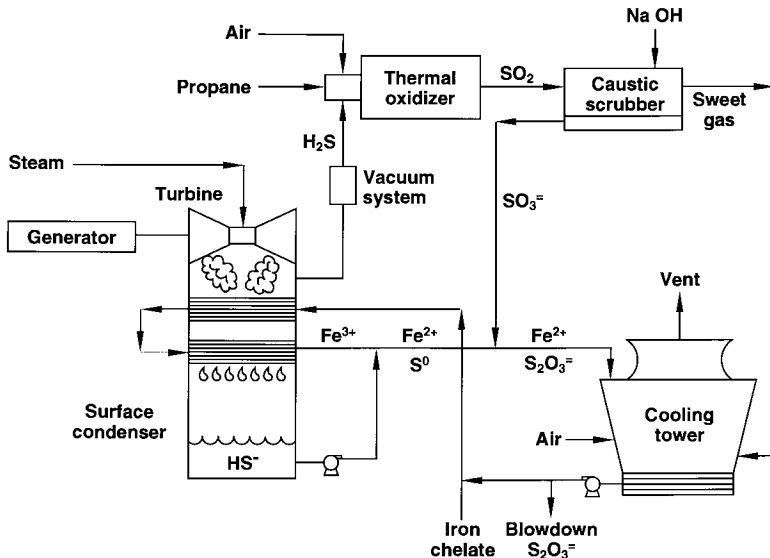 Na OH
Air
Propane
Thermal
oxidizer
SO₂
Caustic
scrubber
Sweet
gas
H₂S
Steam
Vacuum
system
Turbine
SO₃⁼
Generator
Vent
Fe³⁺
Fe²⁺
Fe²⁺
S⁰
S₂O₃⁼
Surface
condenser
Cooling
tower
Air
HS⁻
Iron
chelate
Blowdown
S₂O₃⁼